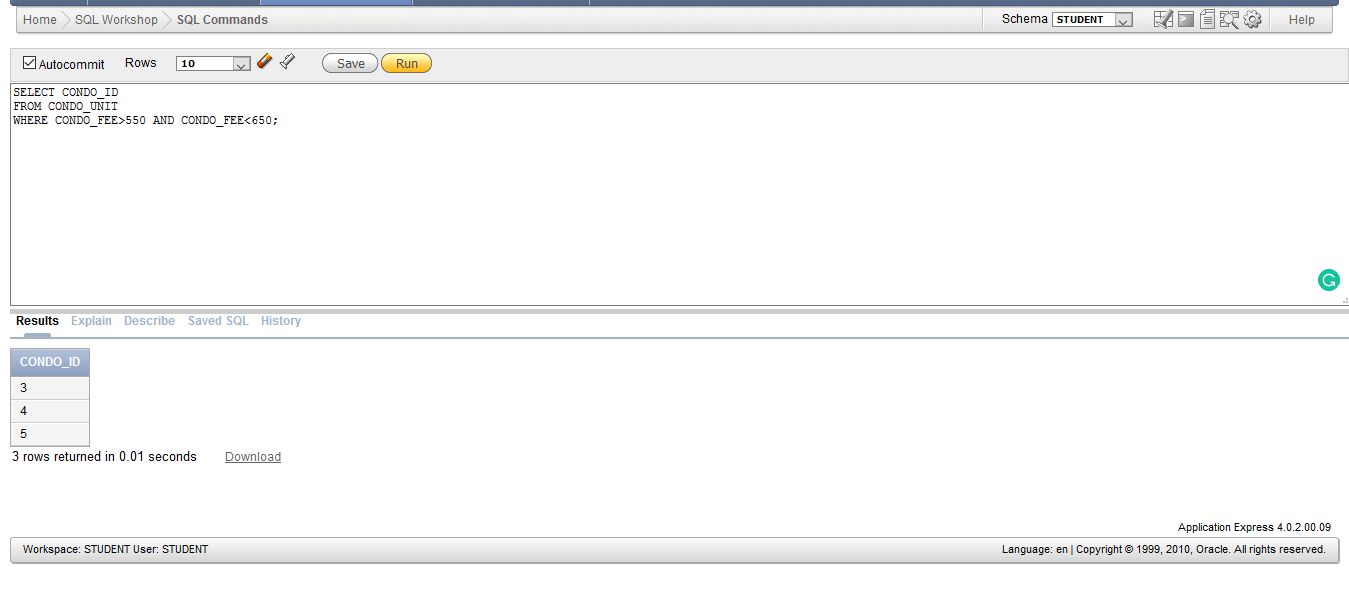 Home SQL Workshop SQL Commands Schema STUDENT Help
Autocommit Rows 10 Save Run
SELECT CONDO_ID
FROM CONDO_UNIT
WHERE CONDO_FEE>550 AND CONDO_FEE<650;
Results Explain Describe Saved SQL History
CONDO_ID
3
4
5
3 rows returned in 0.01 seconds Download
Application Express 4.0.2.00.09
Workspace: STUDENT User: STUDENT Language: en | Copyright © 1999, 2010, Oracle. All rights reserved.